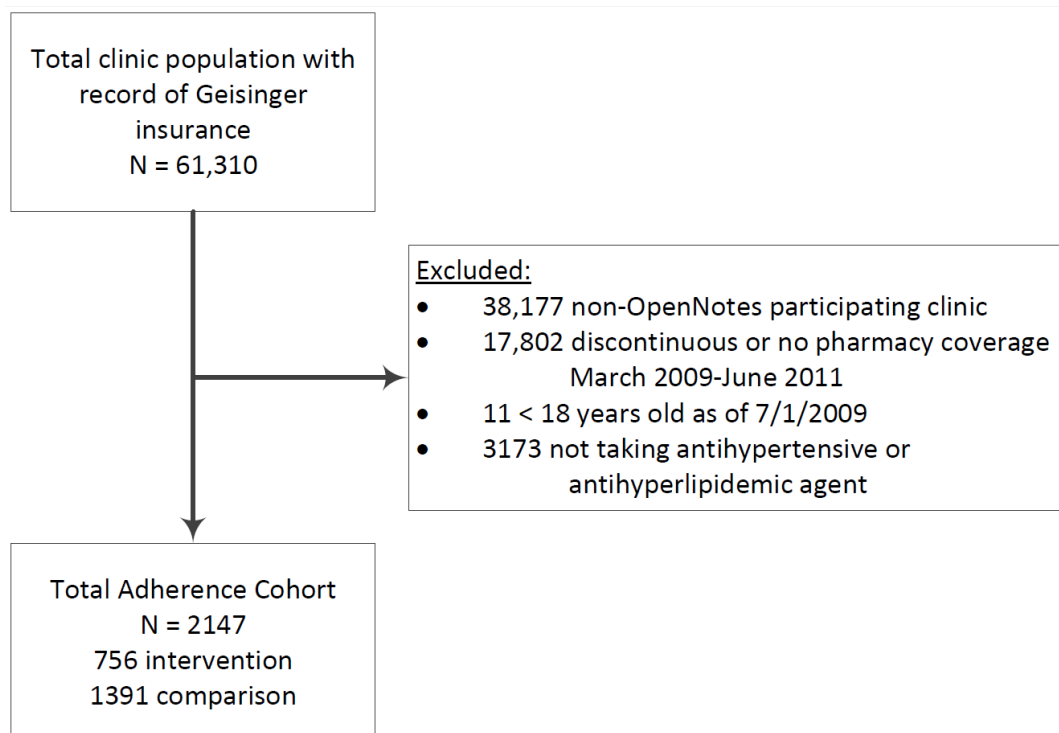 Total clinic population with
record of Geisinger
insurance
N = 61,310
Excluded:
• 38,177 non-OpenNotes participating clinic
• 17,802 discontinuous or no pharmacy coverage
March 2009-June 2011
• 11 < 18 years old as of 7/1/2009
• 3173 not taking antihypertensive or
antihyperlipidemic agent
Total Adherence Cohort
N = 2147
756 intervention
1391 comparison